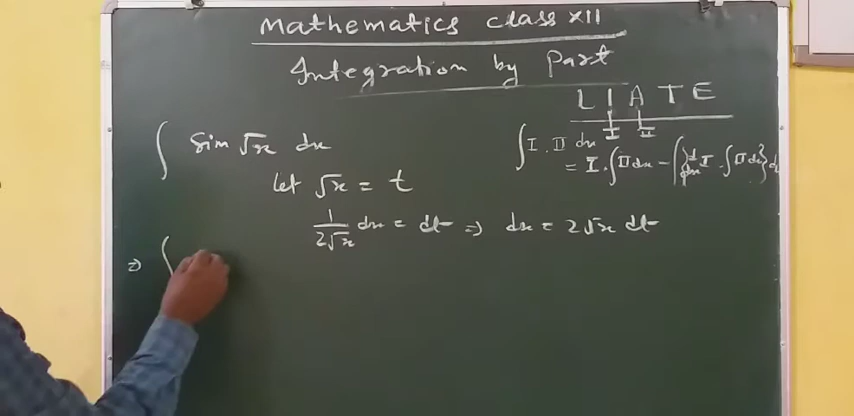 Mathematics class XII
Integration by Part
L I A T E
I II
∫ Sin √x dx
∫ I . II dx
= I . ∫ II dx - ∫ { d/dx I . ∫ II dx } d
let √x = t
1/2√x dx = dt ⇒ dx = 2√x dt
⇒ ∫